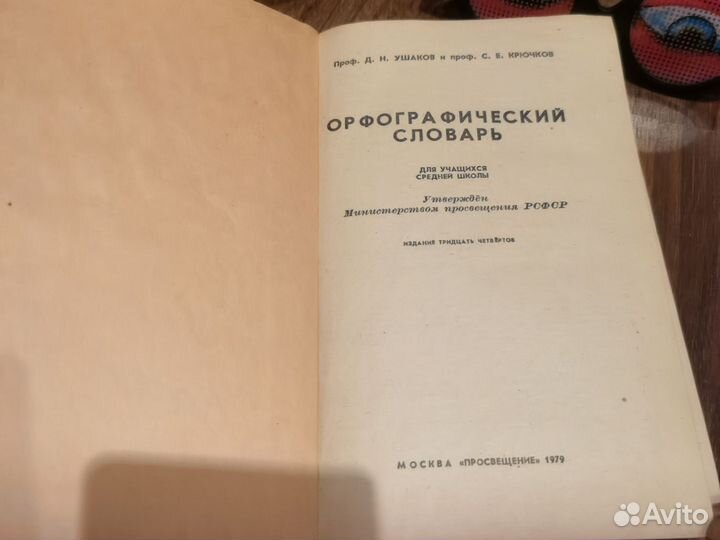 Проф. Д. Н. УШАКОВ и проф. С. Е. КРЮЧКОВ
ОРФОГРАФИЧЕСКИЙ
СЛОВАРЬ
ДЛЯ УЧАЩИХСЯ
СРЕДНЕЙ ШКОЛЫ
Утверждён
Министерством просвещения РСФСР
ИЗДАНИЕ ТРИДЦАТЬ ЧЕТВЁРТОЕ
МОСКВА «ПРОСВЕЩЕНИЕ» 1979
Avito